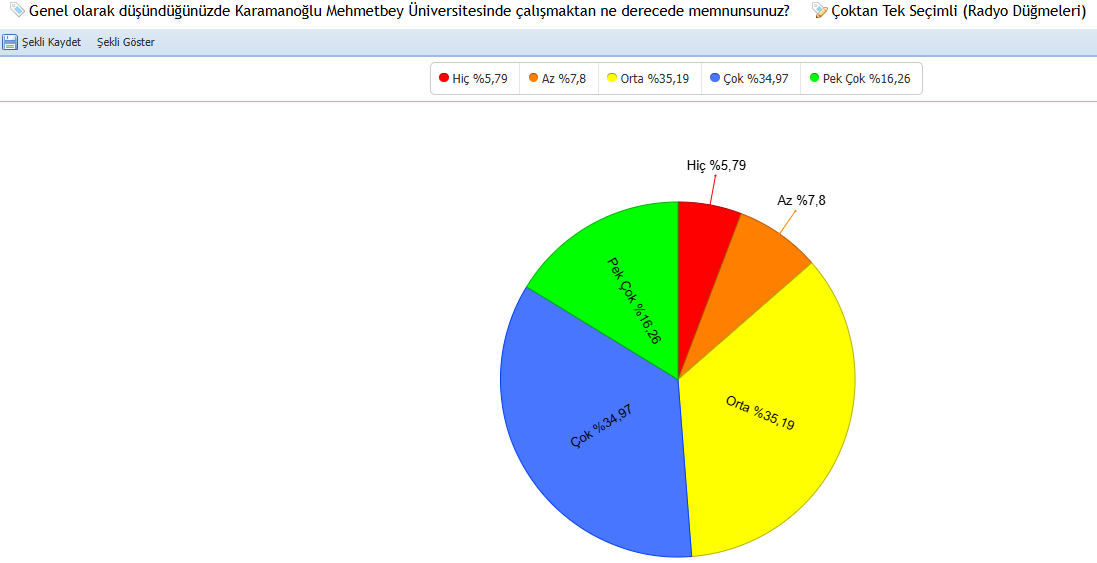 Genel olarak düşündüğünüzde Karamanoğlu Mehmetbey Üniversitesinde çalışmaktan ne derecede memnunsunuz? Çoktan Tek Seçimli (Radyo Düğmeleri)
Şekli Kaydet Şekli Göster
Hiç %5,79 Az %7,8 Orta %35,19 Çok %34,97 Pek Çok %16,26
Hiç %5,79
Az %7,8
Pek Çok %16,26
Orta %35,19
Çok %34,97